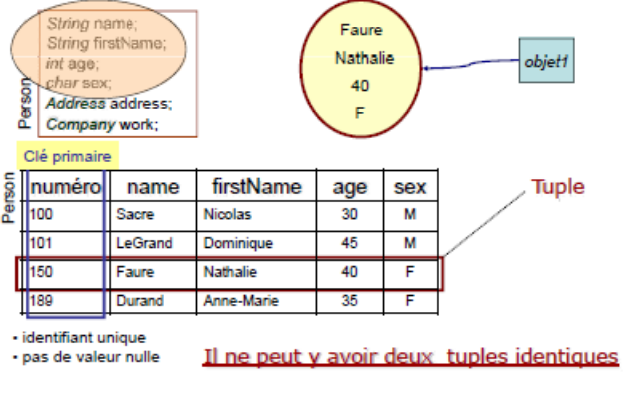 String name;
String firstName;
int age;
char sex;
Address address;
Company work;
Person
Faure
Nathalie
40
F
objet1
Clé primaire
Person
numéro name firstName age sex
100 Sacre Nicolas 30 M
101 LeGrand Dominique 45 M
150 Faure Nathalie 40 F
189 Durand Anne-Marie 35 F
Tuple
• identifiant unique
• pas de valeur nulle
Il ne peut y avoir deux tuples identiques